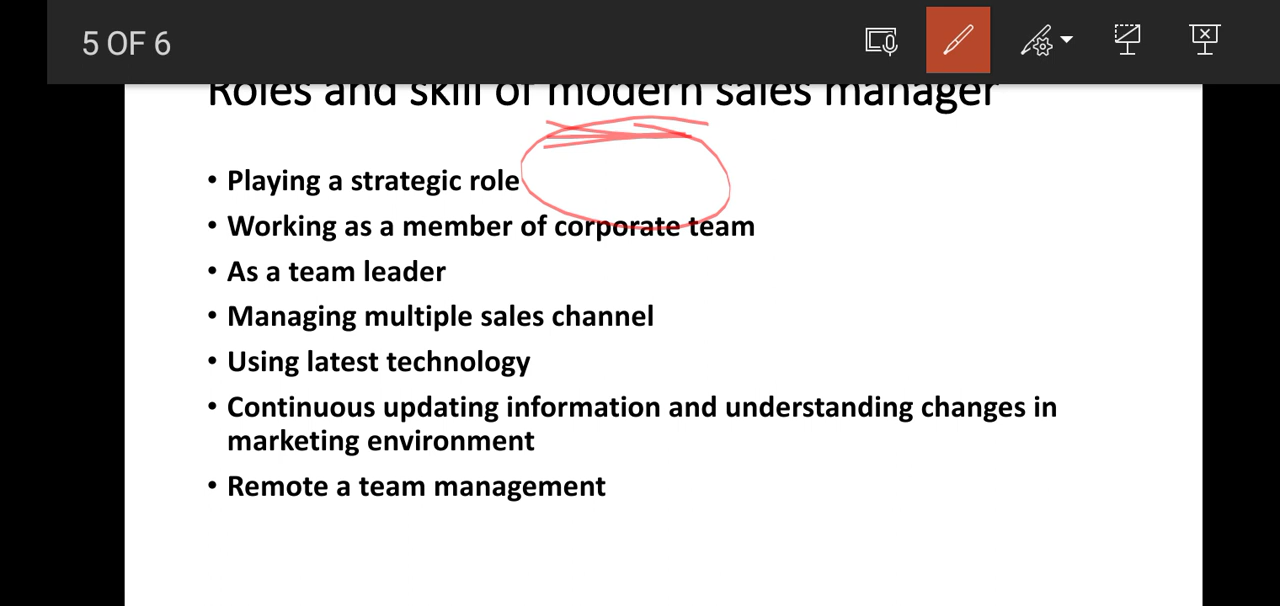 5 OF 6
Roles and skill of modern sales manager
• Playing a strategic role
• Working as a member of corporate team
• As a team leader
• Managing multiple sales channel
• Using latest technology
• Continuous updating information and understanding changes in
marketing environment
• Remote a team management